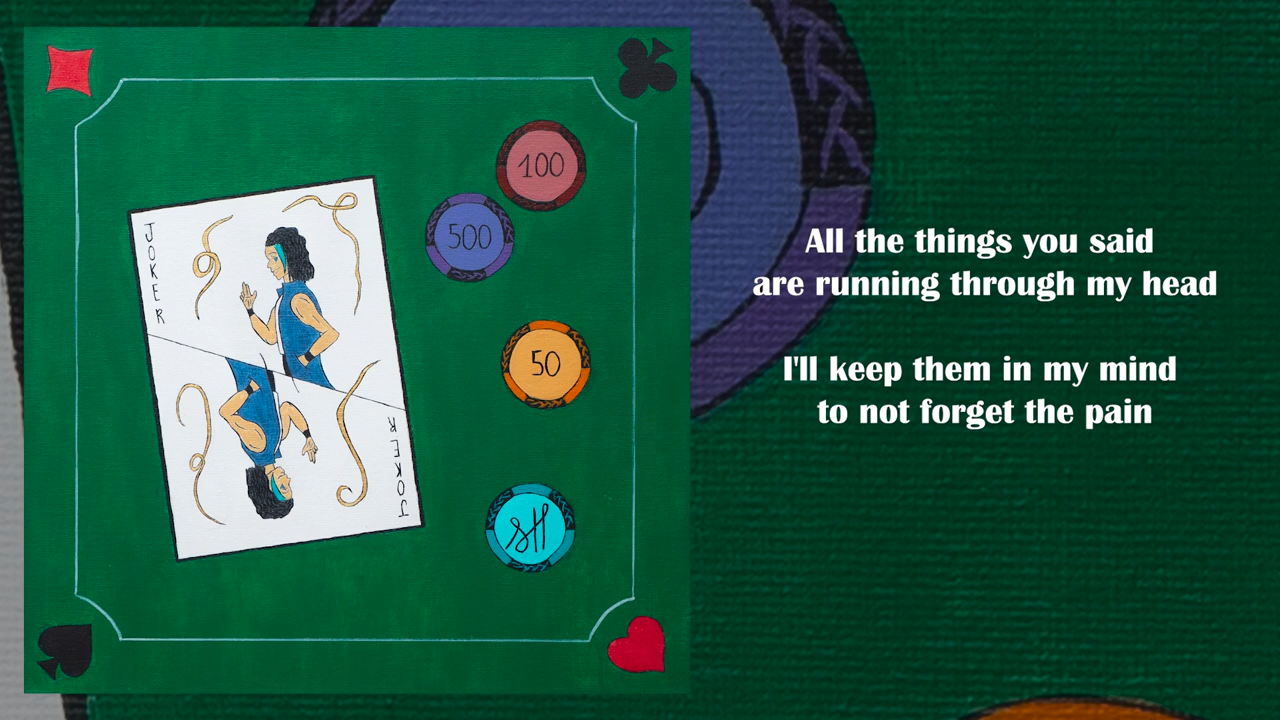 JOKER
100
500
50
SH
JOKER
All the things you said
are running through my head
I'll keep them in my mind
to not forget the pain